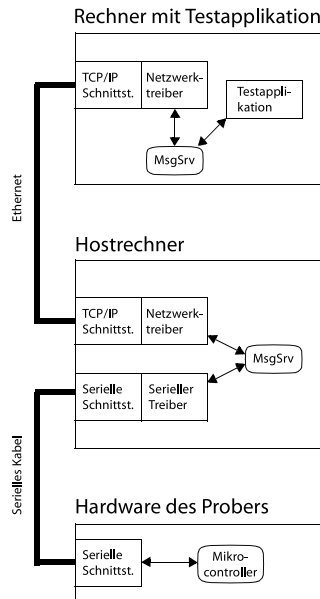 Rechner mit Testapplikation
TCP/IP
Schnittst.
Netzwerk-
treiber
Testappli-
kation
MsgSrv
Ethernet
Hostrechner
TCP/IP
Schnittst.
Netzwerk-
treiber
MsgSrv
Serielle
Schnittst.
Serieller
Treiber
Serielles Kabel
Hardware des Probers
Serielle
Schnittst.
Mikro-
controller